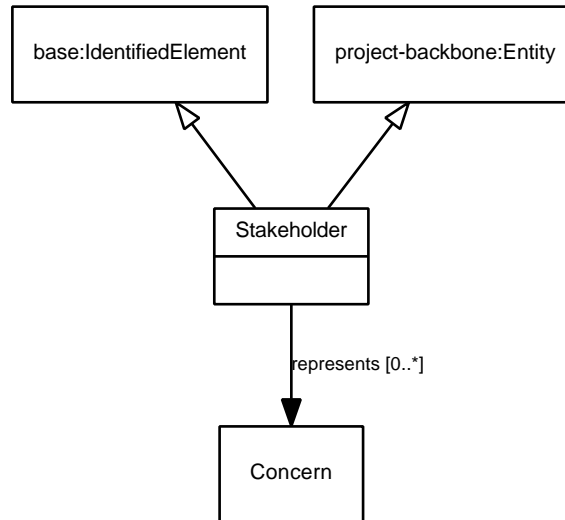 base:IdentifiedElement
project-backbone:Entity
Stakeholder
represents [0..*]
Concern